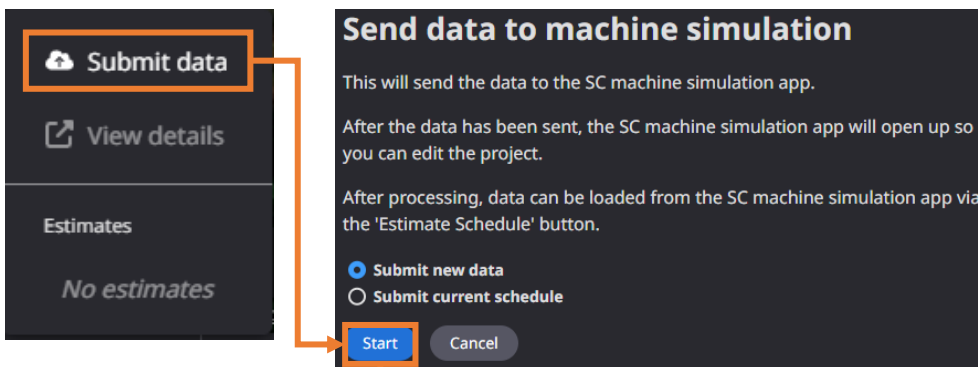 Submit data
View details
Estimates
No estimates
Send data to machine simulation
This will send the data to the SC machine simulation app.
After the data has been sent, the SC machine simulation app will open up so
you can edit the project.
After processing, data can be loaded from the SC machine simulation app via
the 'Estimate Schedule' button.
Submit new data
Submit current schedule
Start Cancel